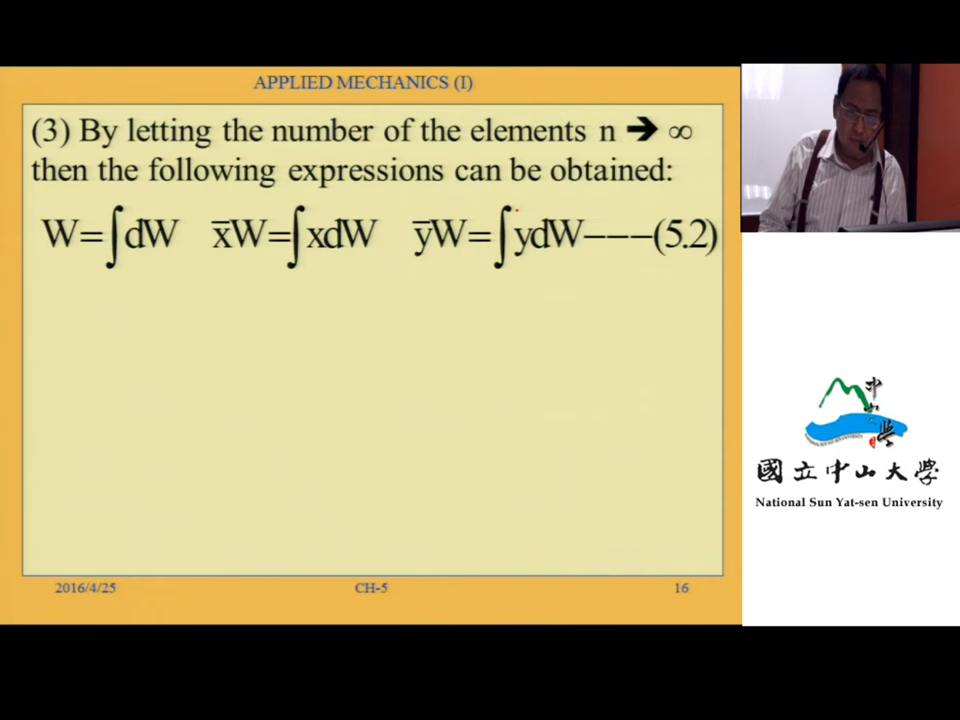 APPLIED MECHANICS (I)
(3) By letting the number of the elements n ➔ ∞
then the following expressions can be obtained:
W=∫dW x̅W=∫xdW y̅W=∫ydW−−−(5.2)
2016/4/25 CH-5 16
國立中山大學
National Sun Yat-sen University